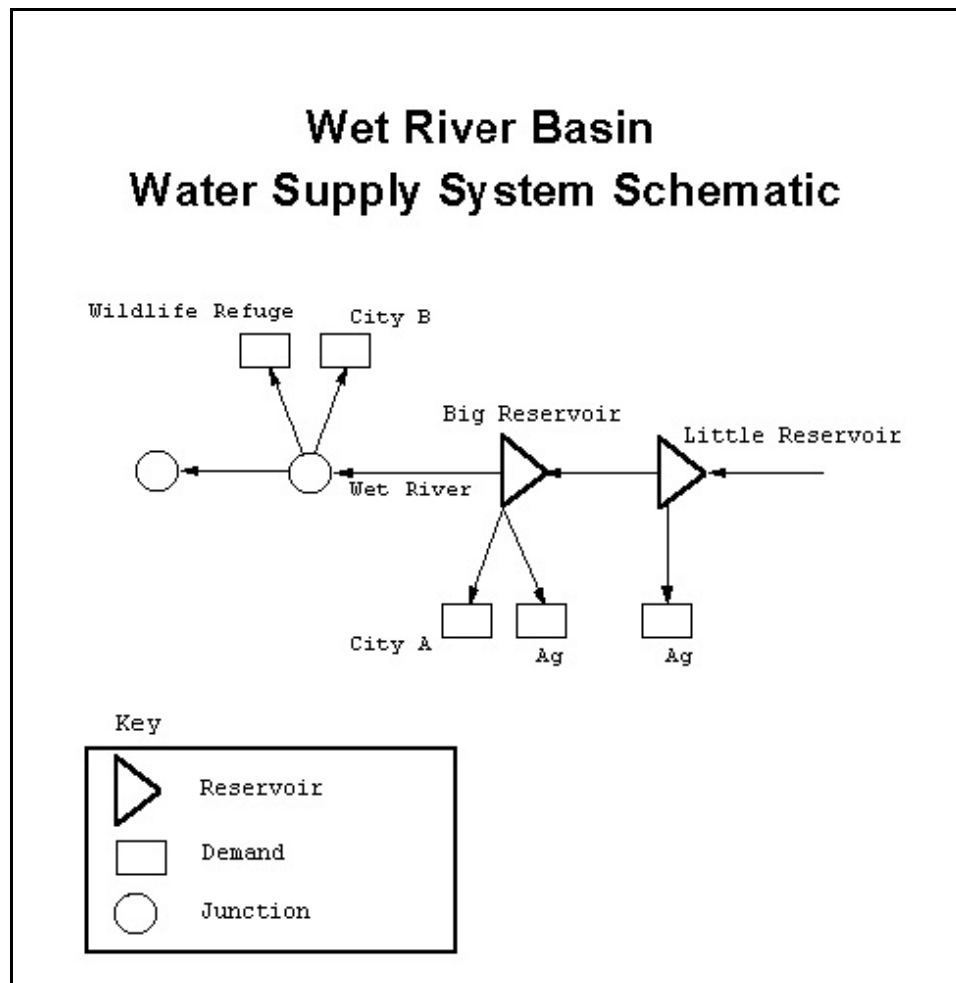 Wet River Basin
Water Supply System Schematic
Wildlife Refuge
City B
Big Reservoir
Little Reservoir
Wet River
City A
Ag
Ag
Key
Reservoir
Demand
Junction